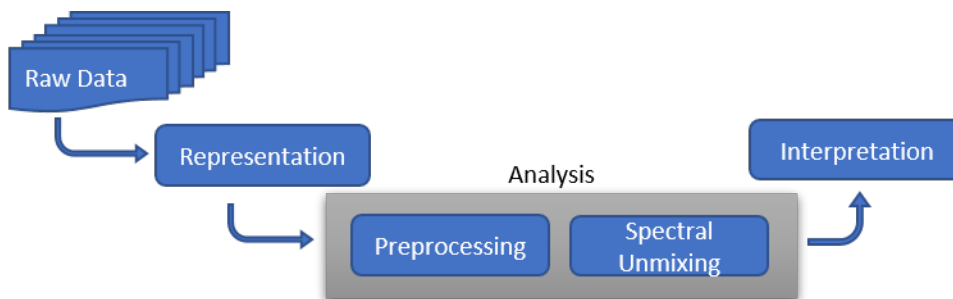 Raw Data
Representation
Interpretation
Analysis
Preprocessing
Spectral
Unmixing